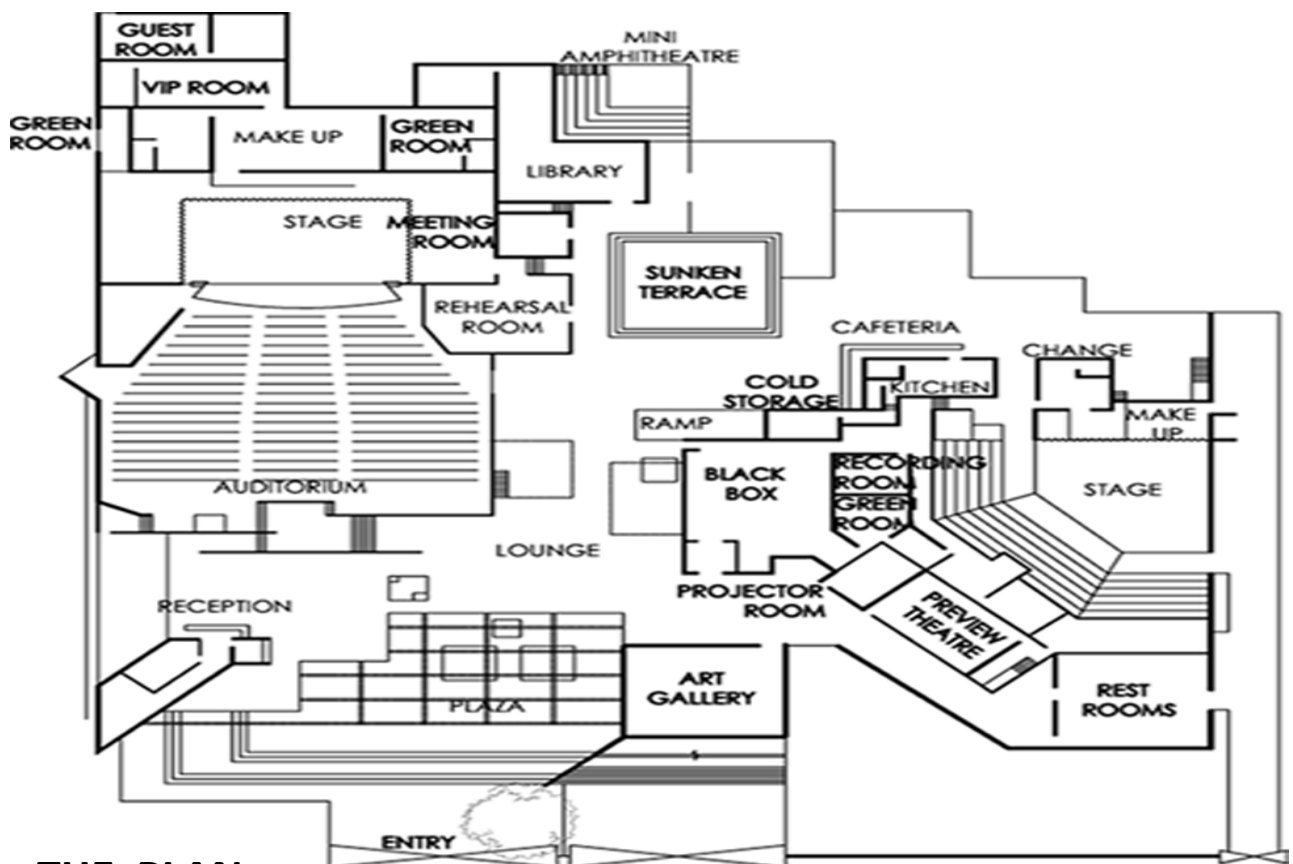 GUEST
ROOM
MINI
AMPHITHEATRE
VIP ROOM
GREEN
ROOM
MAKE UP
GREEN
ROOM
LIBRARY
STAGE
MEETING
ROOM
SUNKEN
TERRACE
REHEARSAL
ROOM
CAFETERIA
CHANGE
COLD
STORAGE
KITCHEN
RAMP
MAKE
UP
BLACK
BOX
RECORDING
ROOM
GREEN
ROOM
STAGE
AUDITORIUM
LOUNGE
PROJECTOR
ROOM
PREVIEW
THEATRE
RECEPTION
ART
GALLERY
REST
ROOMS
PLAZA
ENTRY
THE PLAN